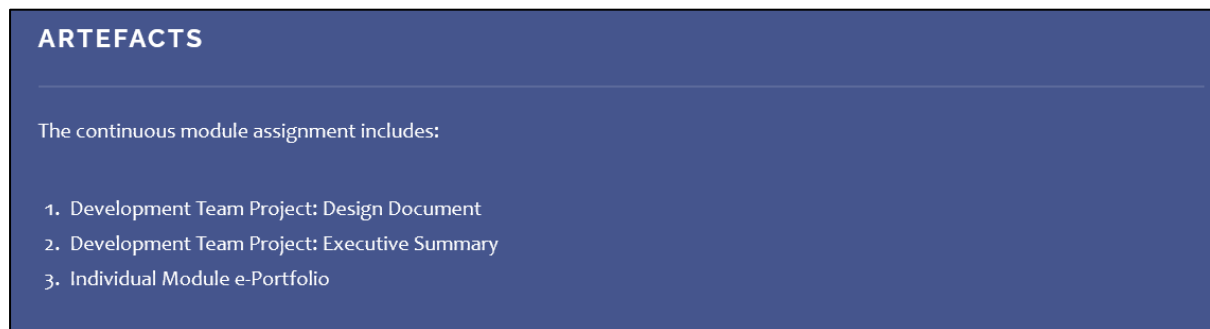 ARTEFACTS
The continuous module assignment includes:
1. Development Team Project: Design Document
2. Development Team Project: Executive Summary
3. Individual Module e-Portfolio